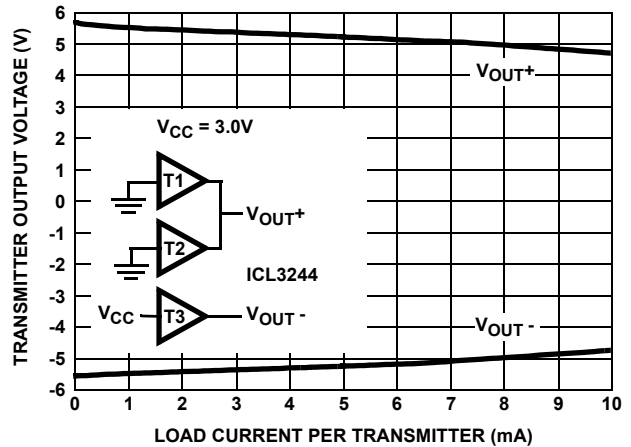 TRANSMITTER OUTPUT VOLTAGE (V)
6
5
4
3
2
1
0
-1
-2
-3
-4
-5
-6
VOUT+
VCC = 3.0V
T1
VOUT+
T2
ICL3244
VCC
T3
VOUT -
VOUT -
0 1 2 3 4 5 6 7 8 9 10
LOAD CURRENT PER TRANSMITTER (mA)